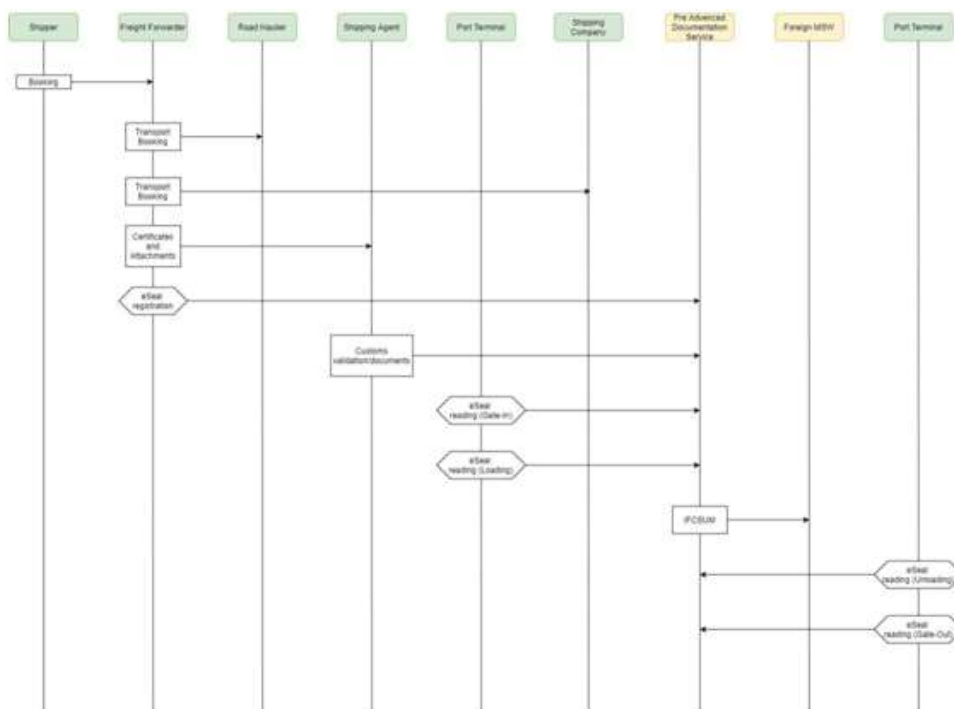 Shipper
Freight Forwarder
Road Haulier
Shipping Agent
Port Terminal
Shipping
Company
Pre Advanced
Documentation
Service
Foreign MSW
Port Terminal
Booking
Transport
Booking
Transport
Booking
Certificates
and
Attachments
eSeal
registration
Customs
validation/documents
eSeal
reading (Gate-In)
eSeal
reading (Loading)
IFCSUM
eSeal
reading (Unloading)
eSeal
reading (Gate-Out)